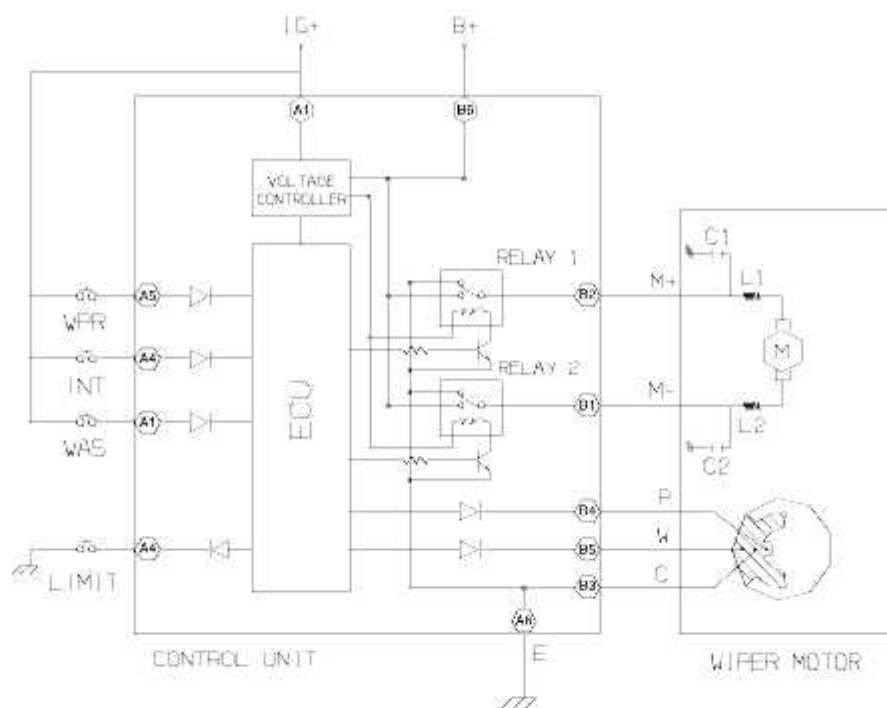 IG+ B+
A1 B6
VOLTAGE
CONTROLLER
RELAY 1
C1
A5 B2 M+ L1
WPR
M
A4
INT
RELAY 2
ECU
A1 B1 M-
WAS
L2
C2
B4 P
A4 B5 W
LIMIT
B3 C
A6
E
CONTROL UNIT
WIPER MOTOR